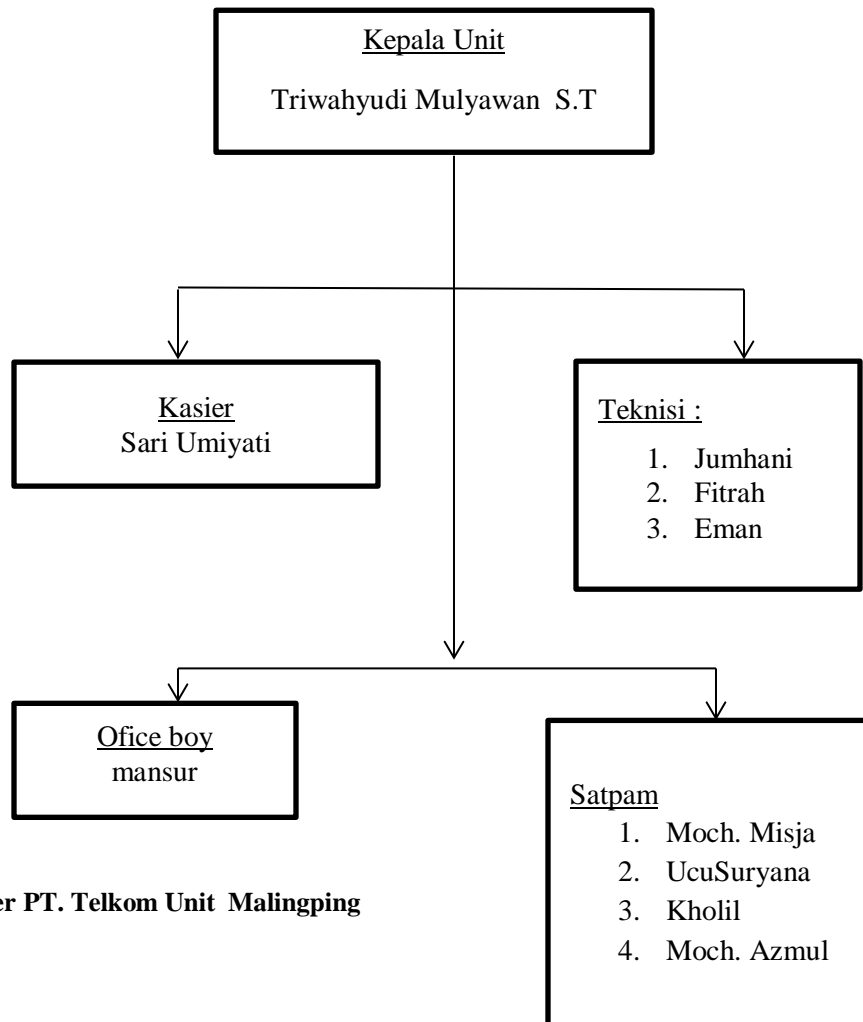 Kepala Unit
Triwahyudi Mulyawan S.T
Kasier
Sari Umiyati
Teknisi :
1. Jumhani
2. Fitrah
3. Eman
Ofice boy
mansur
Satpam
1. Moch. Misja
2. UcuSuryana
3. Kholil
4. Moch. Azmul
PT. Telkom Unit Malingping